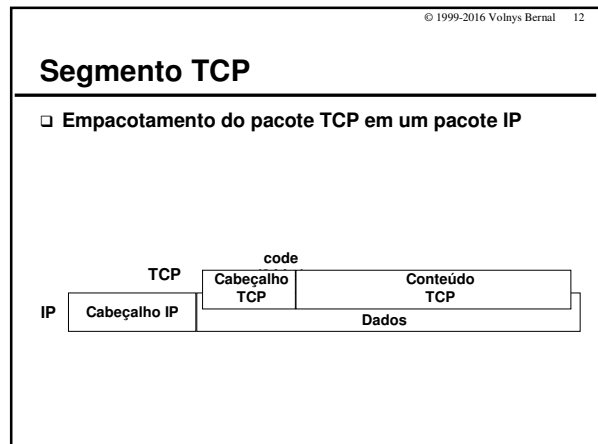 © 1999-2016 Volnys Bernal 12
Segmento TCP
❑ Empacotamento do pacote TCP em um pacote IP
code
TCP
Cabeçalho
TCP
Conteúdo
TCP
IP
Cabeçalho IP
Dados